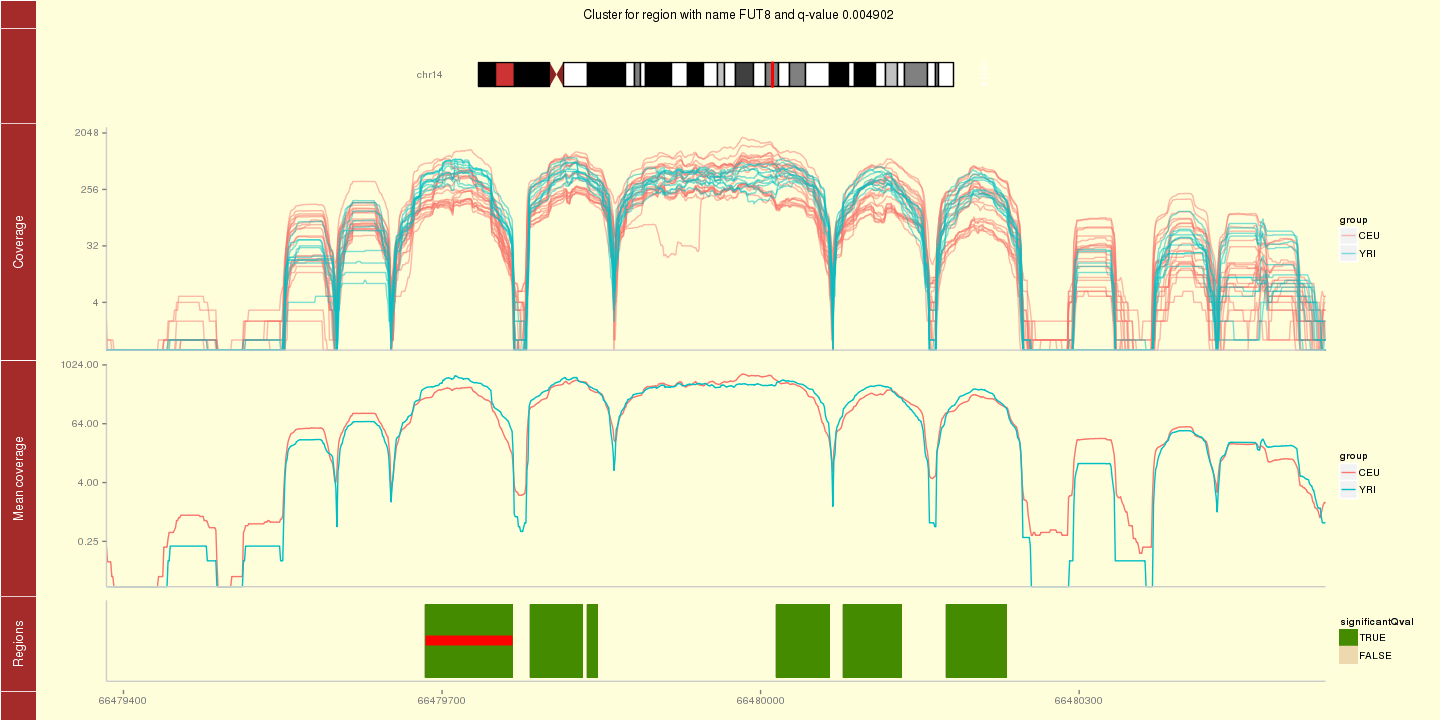 Cluster for region with name FUT8 and q-value 0.004902
chr14
Coverage
2048
256
32
4
group
CEU
YRI
Mean coverage
1024.00
64.00
4.00
0.25
group
CEU
YRI
Regions
significantQval
TRUE
FALSE
66479400
66479700
66480000
66480300